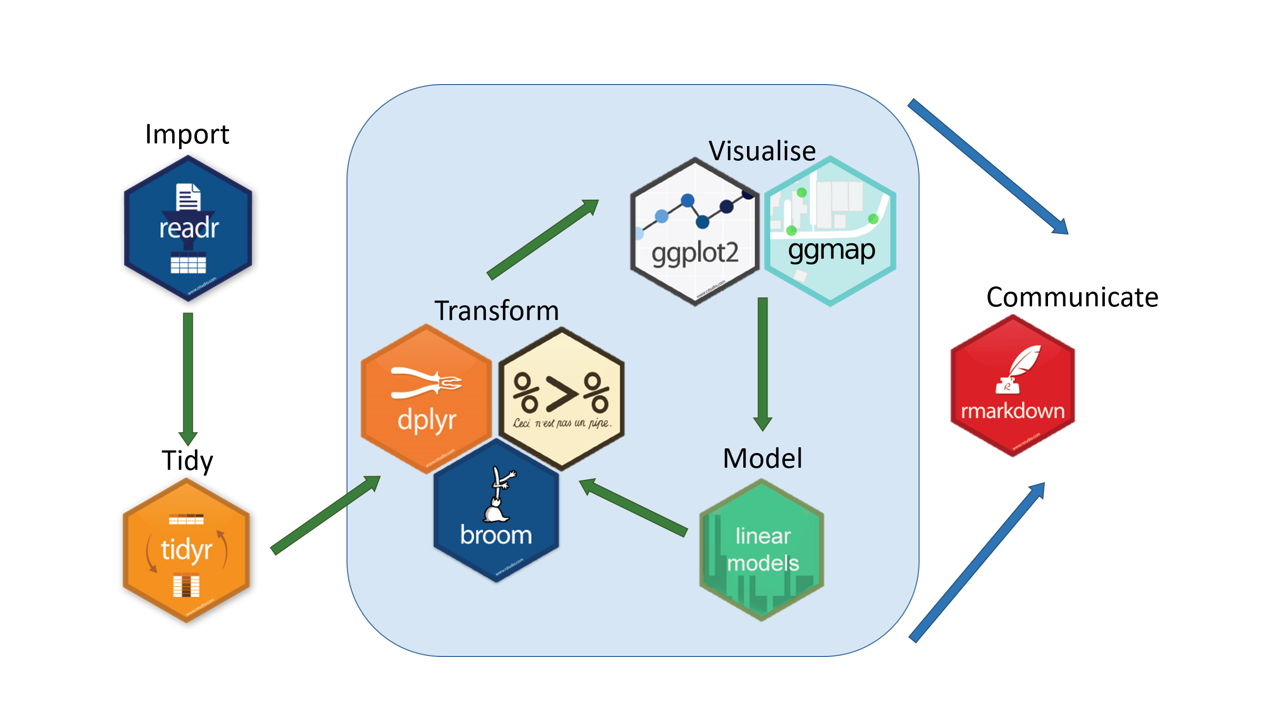 Import
readr
Tidy
tidyr
Transform
dplyr
%>%
Ceci n'est pas un pipe.
broom
Visualise
ggplot2
ggmap
Model
linear
models
Communicate
rmarkdown